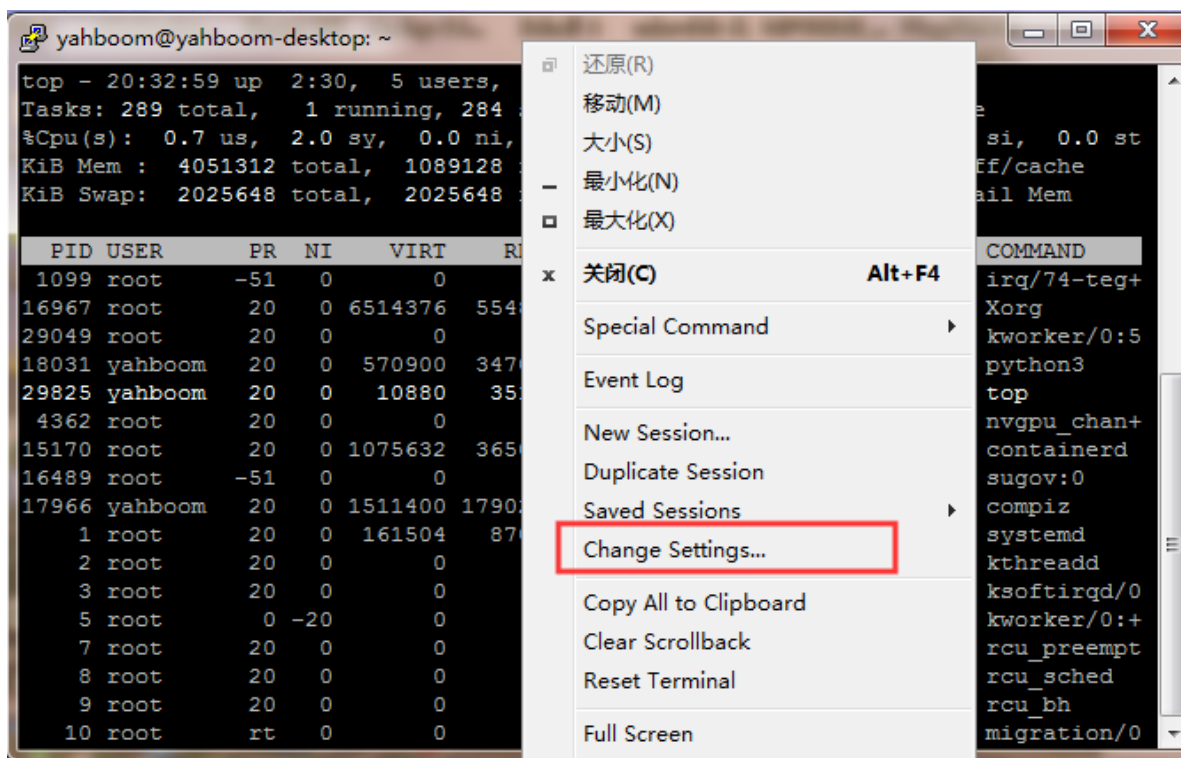 yahboom@yahboom-desktop: ~
top - 20:32:59 up 2:30, 5 users,
Tasks: 289 total, 1 running, 284
%Cpu(s): 0.7 us, 2.0 sy, 0.0 ni, si, 0.0 st
KiB Mem : 4051312 total, 1089128 ff/cache
KiB Swap: 2025648 total, 2025648 ail Mem
PID USER PR NI VIRT COMMAND
1099 root -51 0 0 irq/74-teg+
16967 root 20 0 6514376 554 Xorg
29049 root 20 0 0 kworker/0:5
18031 yahboom 20 0 570900 347 python3
29825 yahboom 20 0 10880 35 top
4362 root 20 0 0 nvgpu_chan+
15170 root 20 0 1075632 365 containerd
16489 root -51 0 0 sugov:0
17966 yahboom 20 0 1511400 1790 compiz
1 root 20 0 161504 87 systemd
2 root 20 0 0 kthreadd
3 root 20 0 0 ksoftirqd/0
5 root 0 -20 0 kworker/0:+
7 root 20 0 0 rcu_preempt
8 root 20 0 0 rcu_sched
9 root 20 0 0 rcu_bh
10 root rt 0 0 migration/0
还原(R)
移动(M)
大小(S)
最小化(N)
最大化(X)
关闭(C) Alt+F4
Special Command
Event Log
New Session...
Duplicate Session
Saved Sessions
Change Settings...
Copy All to Clipboard
Clear Scrollback
Reset Terminal
Full Screen